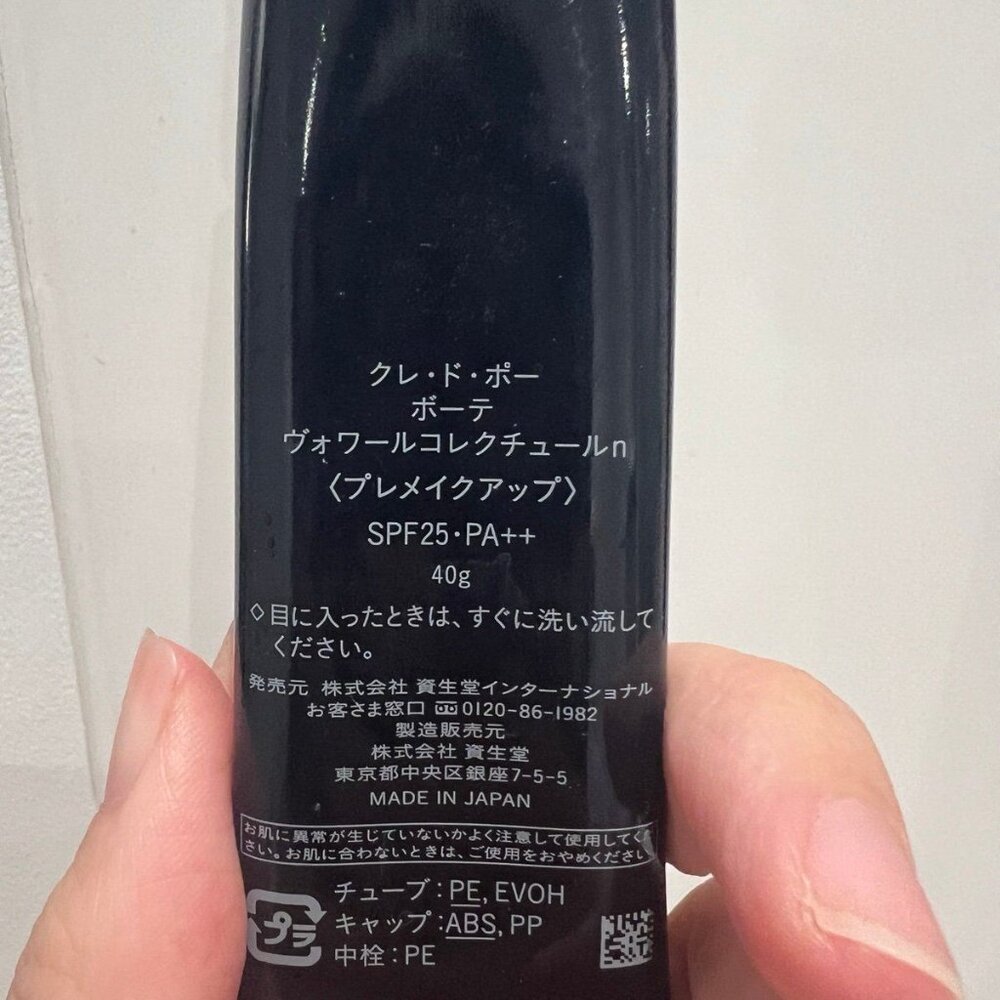 クレ・ド・ポー
ボーテ
ヴォワールコレクチュールn
〈プレメイクアップ〉
SPF25・PA++
40g
◇目に入ったときは、すぐに洗い流して
ください。
発売元 株式会社 資生堂インターナショナル
お客さま窓口 0120-86-1982
製造販売元
株式会社 資生堂
東京都中央区銀座7-5-5
MADE IN JAPAN
お肌に異常が生じていないかよく注意して使用してくだ
さい。お肌に合わないときは、ご使用をおやめください
プラ
チューブ：PE, EVOH
キャップ：ABS, PP
中栓：PE